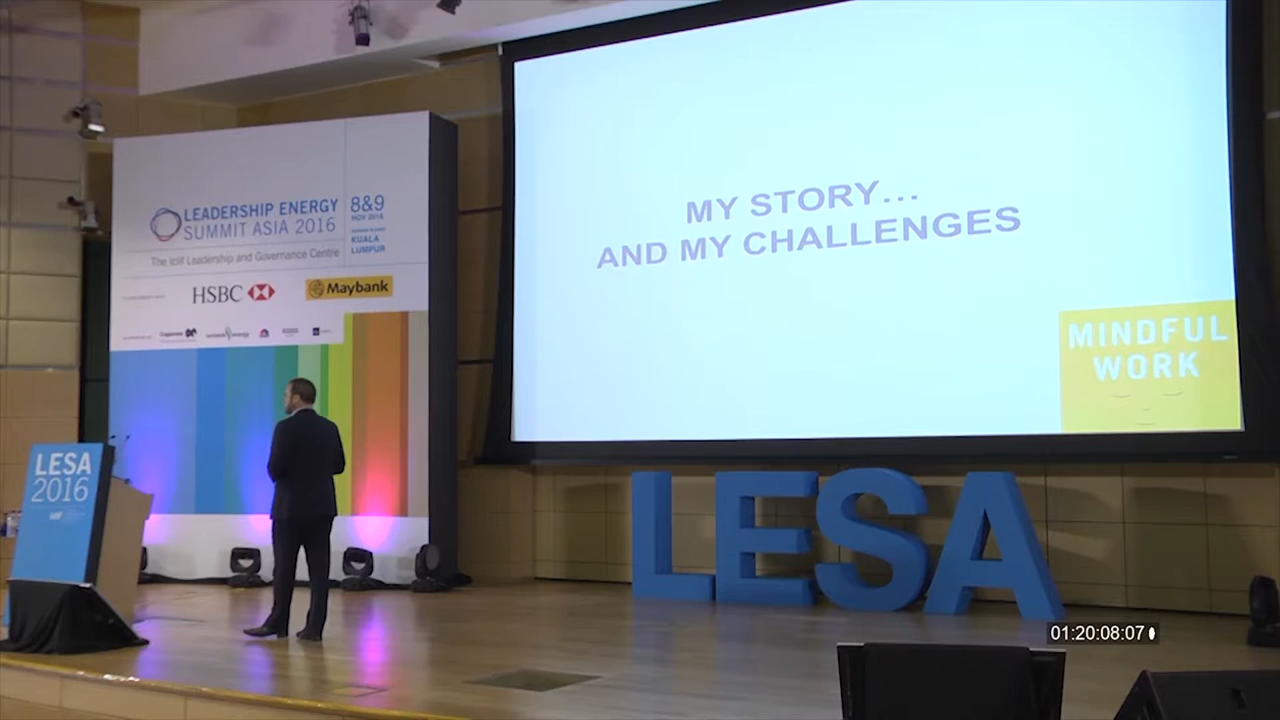 MY STORY...
AND MY CHALLENGES
MINDFUL
WORK
LEADERSHIP ENERGY
SUMMIT ASIA 2016
8&9
NOV 2016
KUALA
LUMPUR
The Iclif Leadership and Governance Centre
HSBC
Maybank
LESA
2016
LESA
01:20:08:07